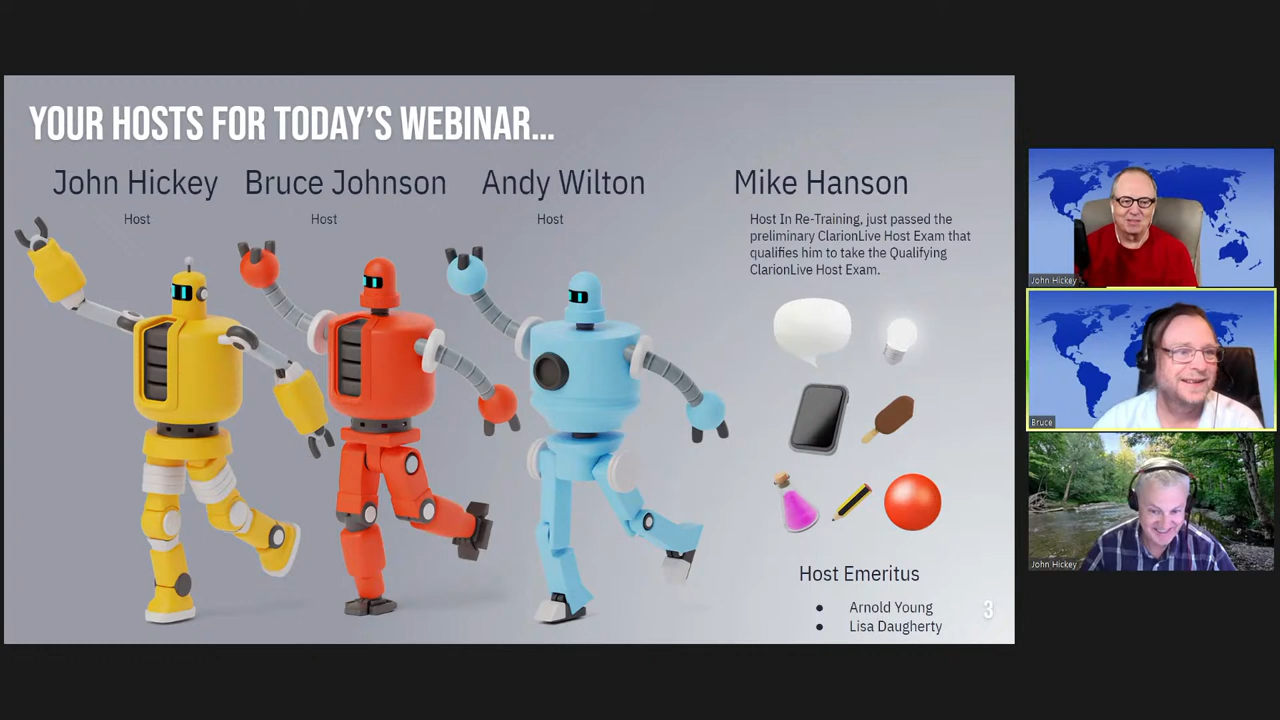 YOUR HOSTS FOR TODAY'S WEBINAR...
John Hickey
Host
Bruce Johnson
Host
Andy Wilton
Host
Mike Hanson
Host In Re-Training, just passed the
preliminary ClarionLive Host Exam that
qualifies him to take the Qualifying
ClarionLive Host Exam.
Host Emeritus
● Arnold Young
● Lisa Daugherty
3
John Hickey
Bruce
John Hickey